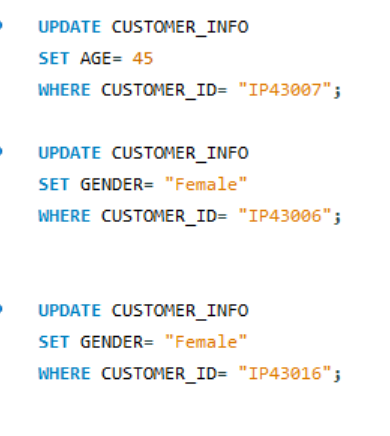 UPDATE CUSTOMER_INFO
SET AGE= 45
WHERE CUSTOMER_ID= "IP43007";
UPDATE CUSTOMER_INFO
SET GENDER= "Female"
WHERE CUSTOMER_ID= "IP43006";
UPDATE CUSTOMER_INFO
SET GENDER= "Female"
WHERE CUSTOMER_ID= "IP43016";